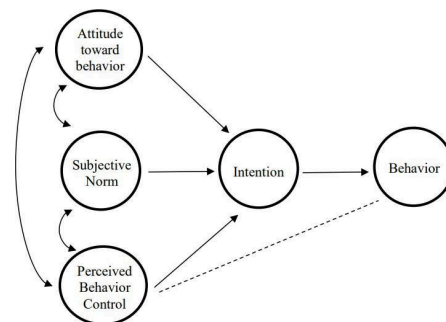 Attitude
toward
behavior
Subjective
Norm
Intention
Behavior
Perceived
Behavior
Control